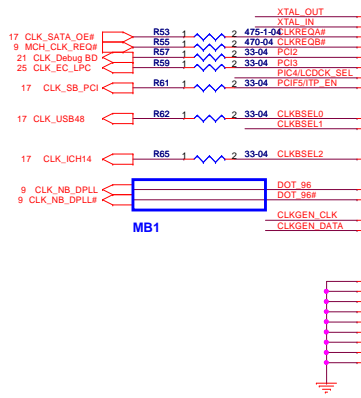 XTAL_OUT
XTAL_IN
17 CLK_SATA_OE# R53 1 2 475-1-04 CLKREQA#
9 MCH_CLK_REQ# R55 1 2 470-04 CLKREQB#
21 CLK_Debug BD R57 1 2 33-04 PCI2
25 CLK_EC_LPC R59 1 2 33-04 PCI3
PIC4/LCDCK_SEL
17 CLK_SB_PCI R61 1 2 33-04 PCIF5/ITP_EN
17 CLK_USB48 R62 1 2 33-04 CLKBSEL0
CLKBSEL1
17 CLK_ICH14 R65 1 2 33-04 CLKBSEL2
9 CLK_NB_DPLL DOT_96
9 CLK_NB_DPLL# DOT_96#
CLKGEN_CLK
MB1
CLKGEN_DATA